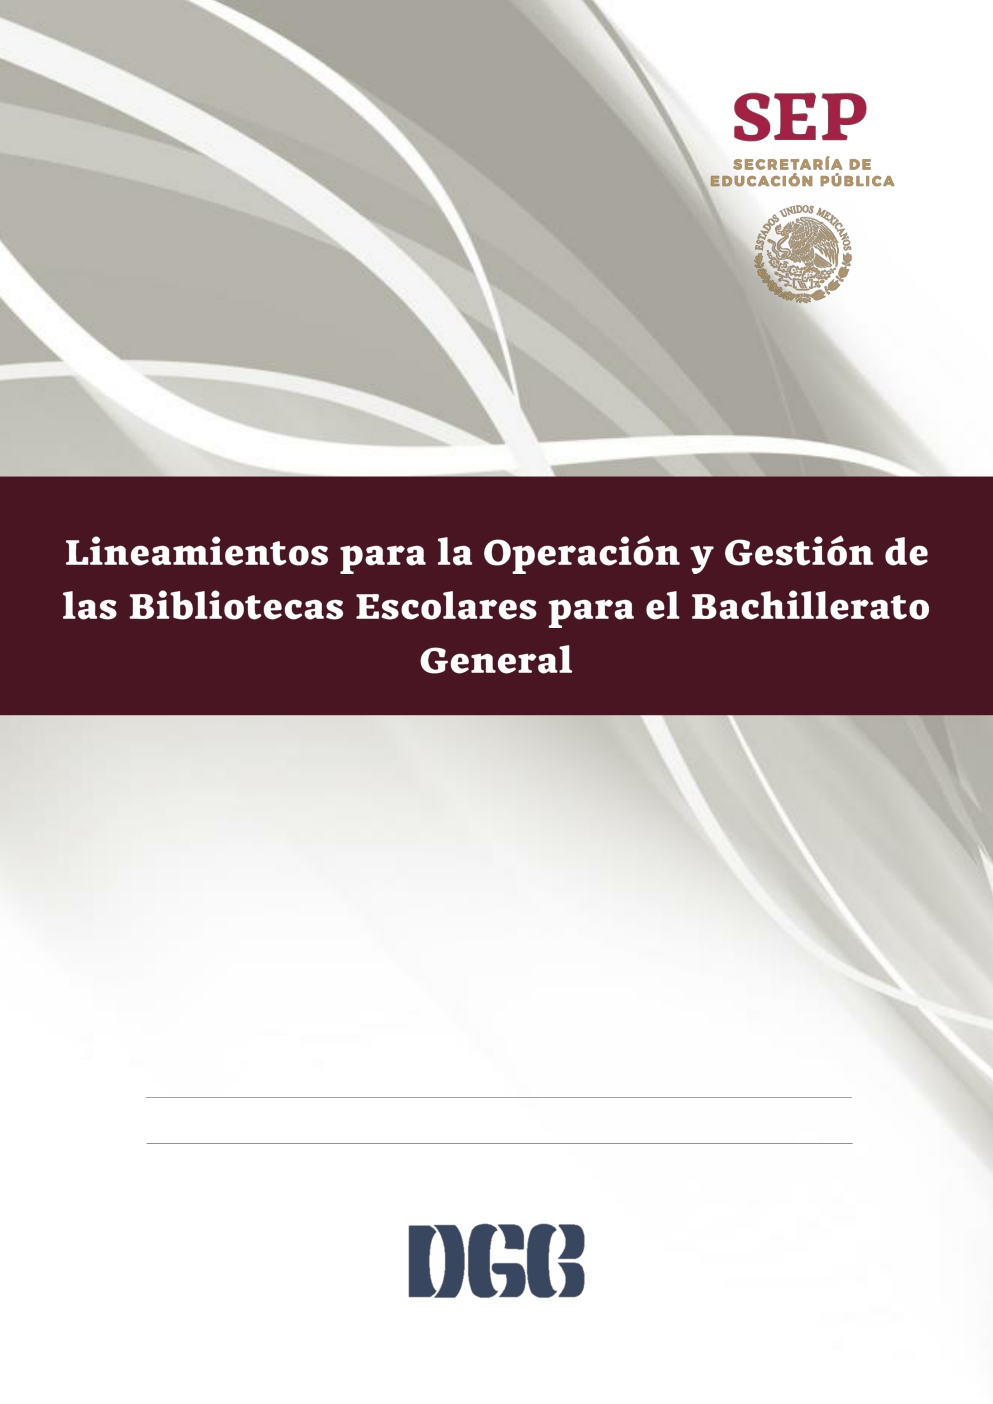 SEP
SECRETARÍA DE
EDUCACIÓN PÚBLICA
ESTADOS UNIDOS MEXICANOS
Lineamientos para la Operación y Gestión de
las Bibliotecas Escolares para el Bachillerato
General
DGB